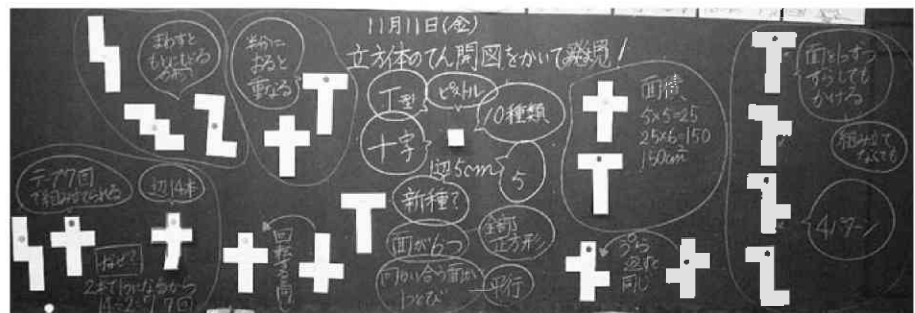 11月11日(金)
立方体のてん開図をかいて発見！
まわすと
もとにもどる
半分に
おると
重なる
T型
ピストル
10種類
十字
1辺5cm
5
新種？
面が6つ
全部
正方形
向かい合う面が
平行
面積
5×5=25
25×6=150
150cm²
面を1つずつ
ずらしても
かける
組み立て
なくても
4パターン
テープ7回
で組み立てられる
辺14本
なぜ？
14÷2=7 7回
回転する同じ
うら
返すと
同じ